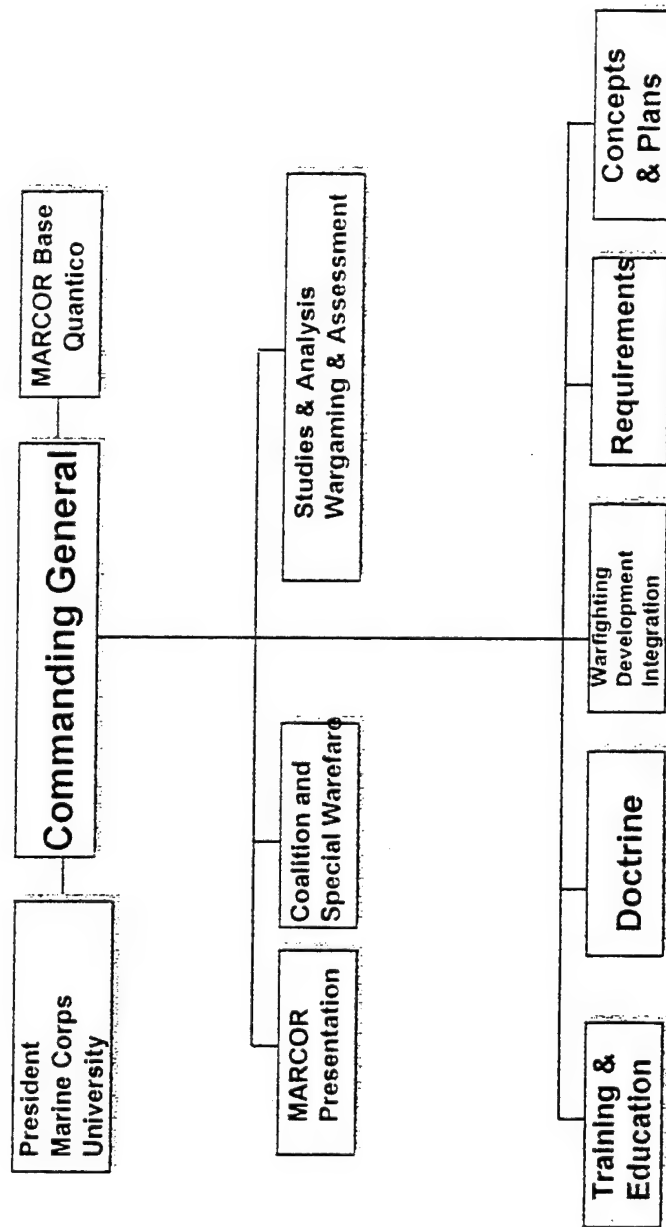 President
Marine Corps
University
Commanding General
MARCOR Base
Quantico
MARCOR
Presentation
Coalition and
Special Warefare
Studies & Analysis
Wargaming & Assessment
Training &
Education
Doctrine
Warfighting
Development
Integration
Requirements
Concepts
& Plans